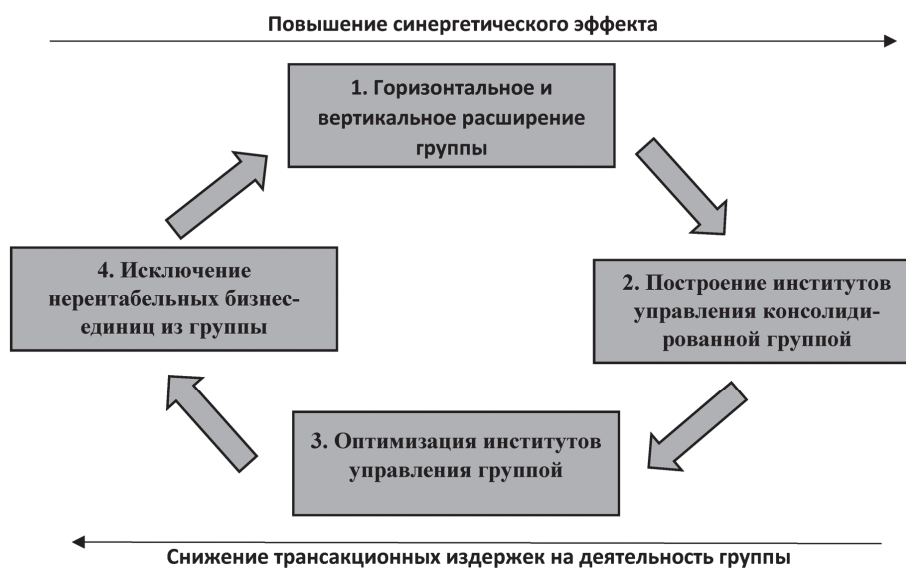 Повышение синергетического эффекта
1. Горизонтальное и
вертикальное расширение
группы
4. Исключение
нерентабельных бизнес-
единиц из группы
2. Построение институтов
управления консолиди-
рованной группой
3. Оптимизация институтов
управления группой
Снижение трансакционных издержек на деятельность группы